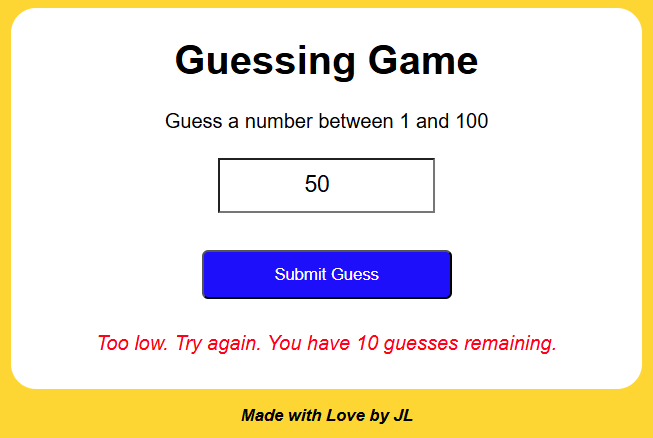 Guessing Game
Guess a number between 1 and 100
50
Submit Guess
Too low. Try again. You have 10 guesses remaining.
Made with Love by JL